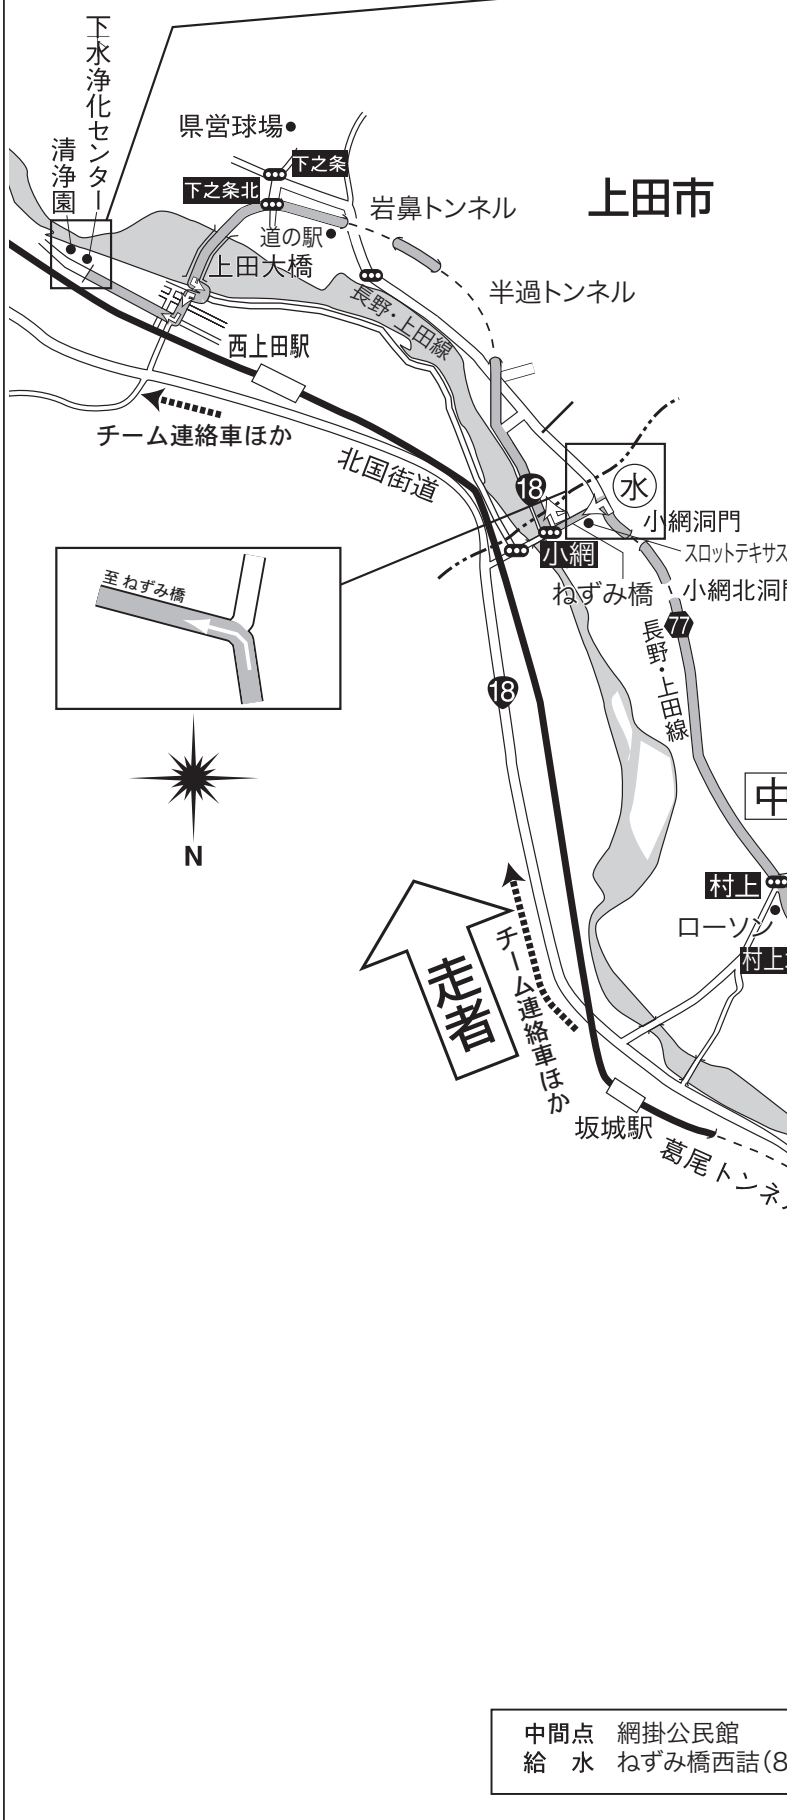 下水浄化センター
清浄園
県営球場
下之条
下之条北
岩鼻トンネル
上田市
道の駅
上田大橋
半過トンネル
長野・上田線
西上田駅
チーム連絡車ほか
北国街道
18
水
小網洞門
スロットテキサス
小網
ねずみ橋
小網北洞門
至 ねずみ橋
77
長野・上田線
18
N
中
村上
ローソン
村上
走者
チーム連絡車ほか
坂城駅
葛尾トンネル
中間点 網掛公民館
給 水 ねずみ橋西詰(8